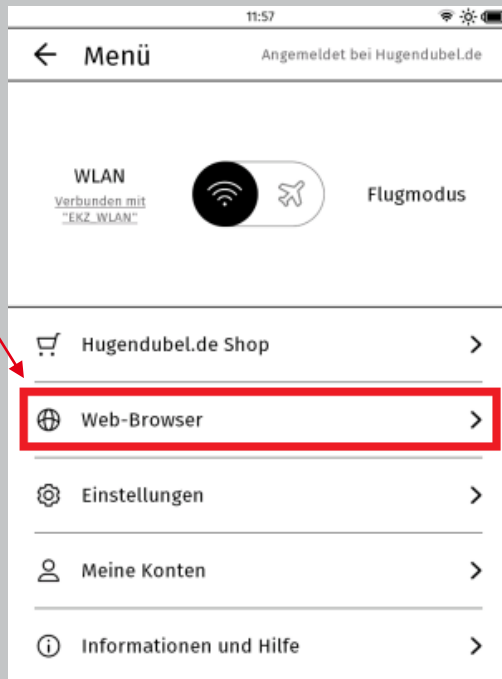 11:57
Menü
Angemeldet bei Hugendubel.de
WLAN
Verbunden mit
"EKZ_WLAN"
Flugmodus
Hugendubel.de Shop
Web-Browser
Einstellungen
Meine Konten
Informationen und Hilfe